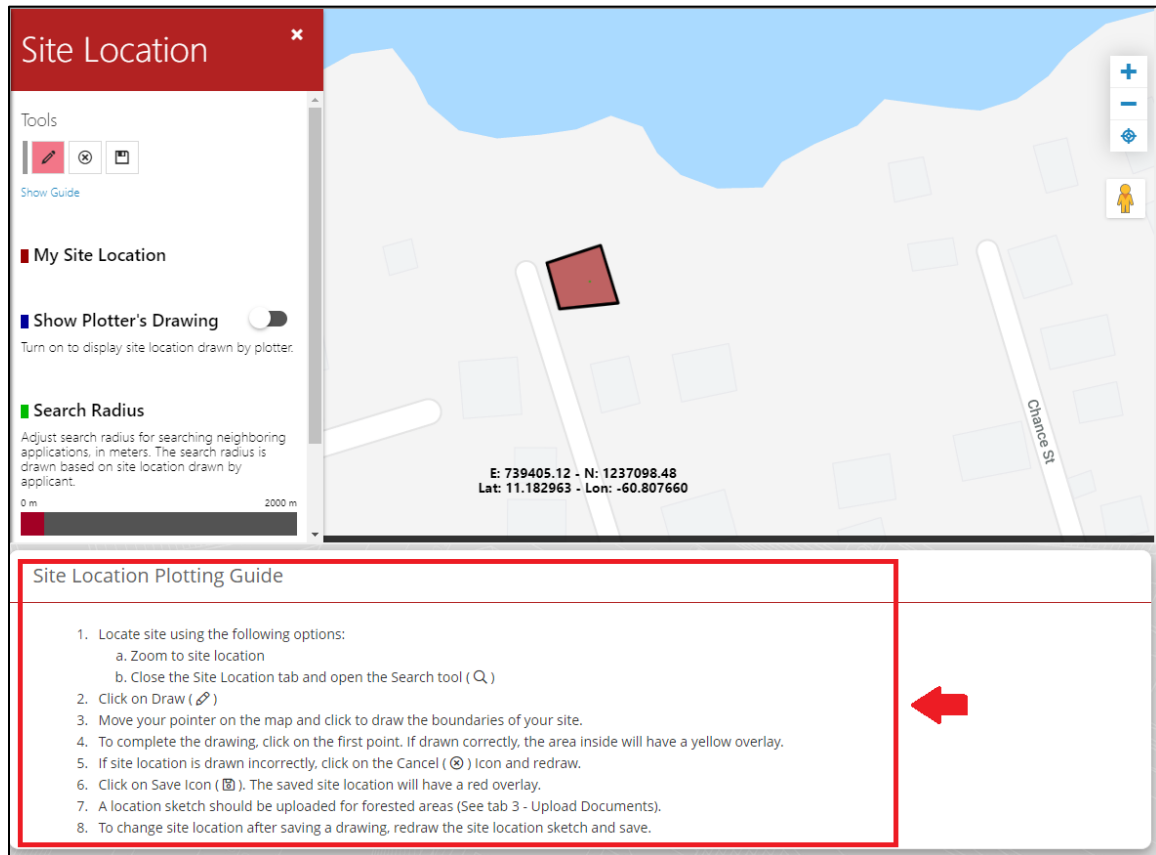 Site Location
×
Tools
Show Guide
My Site Location
Show Plotter's Drawing
Turn on to display site location drawn by plotter.
Search Radius
Adjust search radius for searching neighboring
applications, in meters. The search radius is
drawn based on site location drawn by
applicant.
0 m 2000 m
+
−
Chance St
E: 739405.12 - N: 1237098.48
Lat: 11.182963 - Lon: -60.807660
Site Location Plotting Guide
1. Locate site using the following options:
a. Zoom to site location
b. Close the Site Location tab and open the Search tool ( )
2. Click on Draw ( )
3. Move your pointer on the map and click to draw the boundaries of your site.
4. To complete the drawing, click on the first point. If drawn correctly, the area inside will have a yellow overlay.
5. If site location is drawn incorrectly, click on the Cancel ( ) Icon and redraw.
6. Click on Save Icon ( ). The saved site location will have a red overlay.
7. A location sketch should be uploaded for forested areas (See tab 3 - Upload Documents).
8. To change site location after saving a drawing, redraw the site location sketch and save.